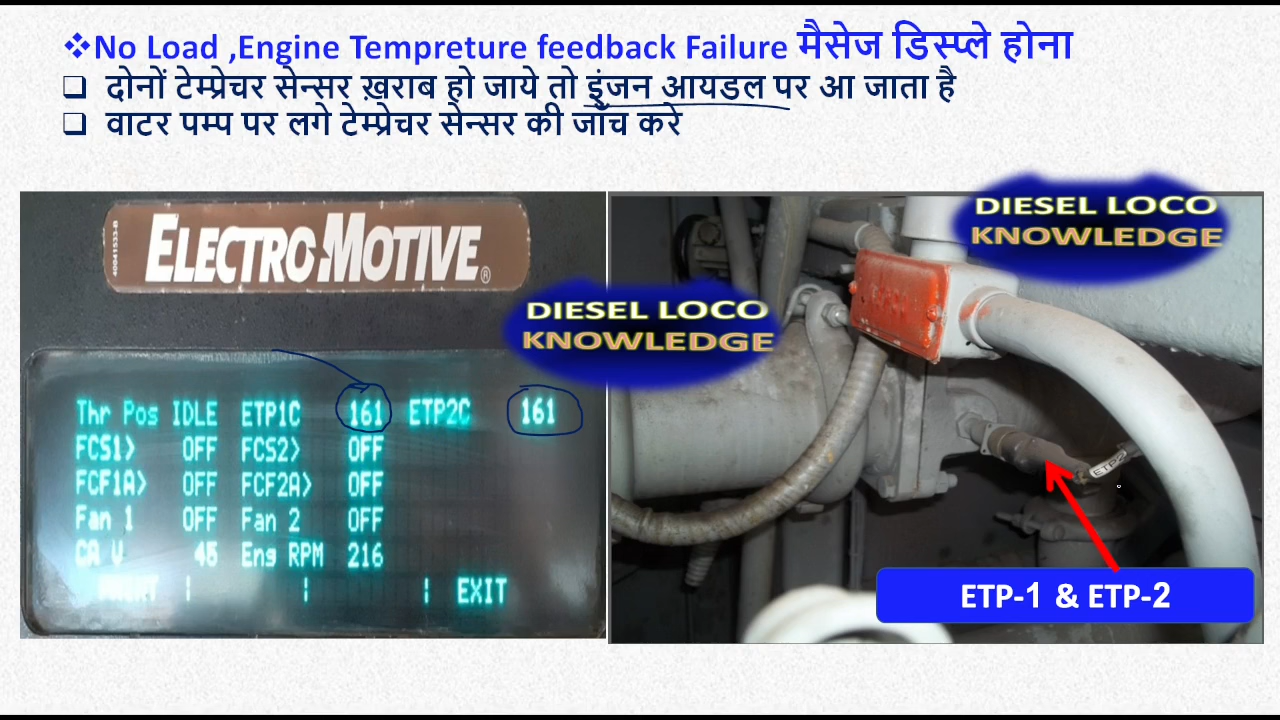 ❖No Load ,Engine Tempreture feedback Failure मैसेज डिस्प्ले होना
❑ दोनों टेम्प्रेचर सेन्सर ख़राब हो जाये तो इंजन आयडल पर आ जाता है
❑ वाटर पम्प पर लगे टेम्प्रेचर सेन्सर की जाँच करे
DIESEL LOCO
KNOWLEDGE
40041533-B
ELECTRO-MOTIVE®
DIESEL LOCO
KNOWLEDGE
Thr Pos IDLE ETP1C 161 ETP2C 161
FCS1> OFF FCS2> OFF
FCF1A> OFF FCF2A> OFF
Fan 1 OFF Fan 2 OFF
CA V 45 Eng RPM 216
| | | EXIT
ETP2
ETP-1 & ETP-2